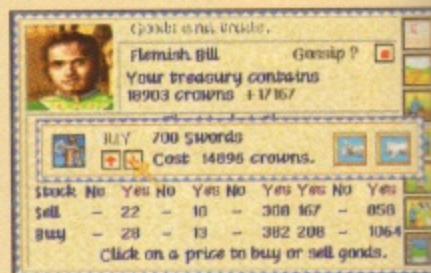 Goods and trade.
Flemish Bill Gossip ?
Your treasury contains
18903 crowns +17167
BUY 700 Swords
Cost 14896 crowns.
Stock No Yes No Yes No Yes Yes No Yes
Sell - 22 - 10 - 308 167 - 858
Buy - 28 - 13 - 382 208 - 1064
Click on a price to buy or sell goods.